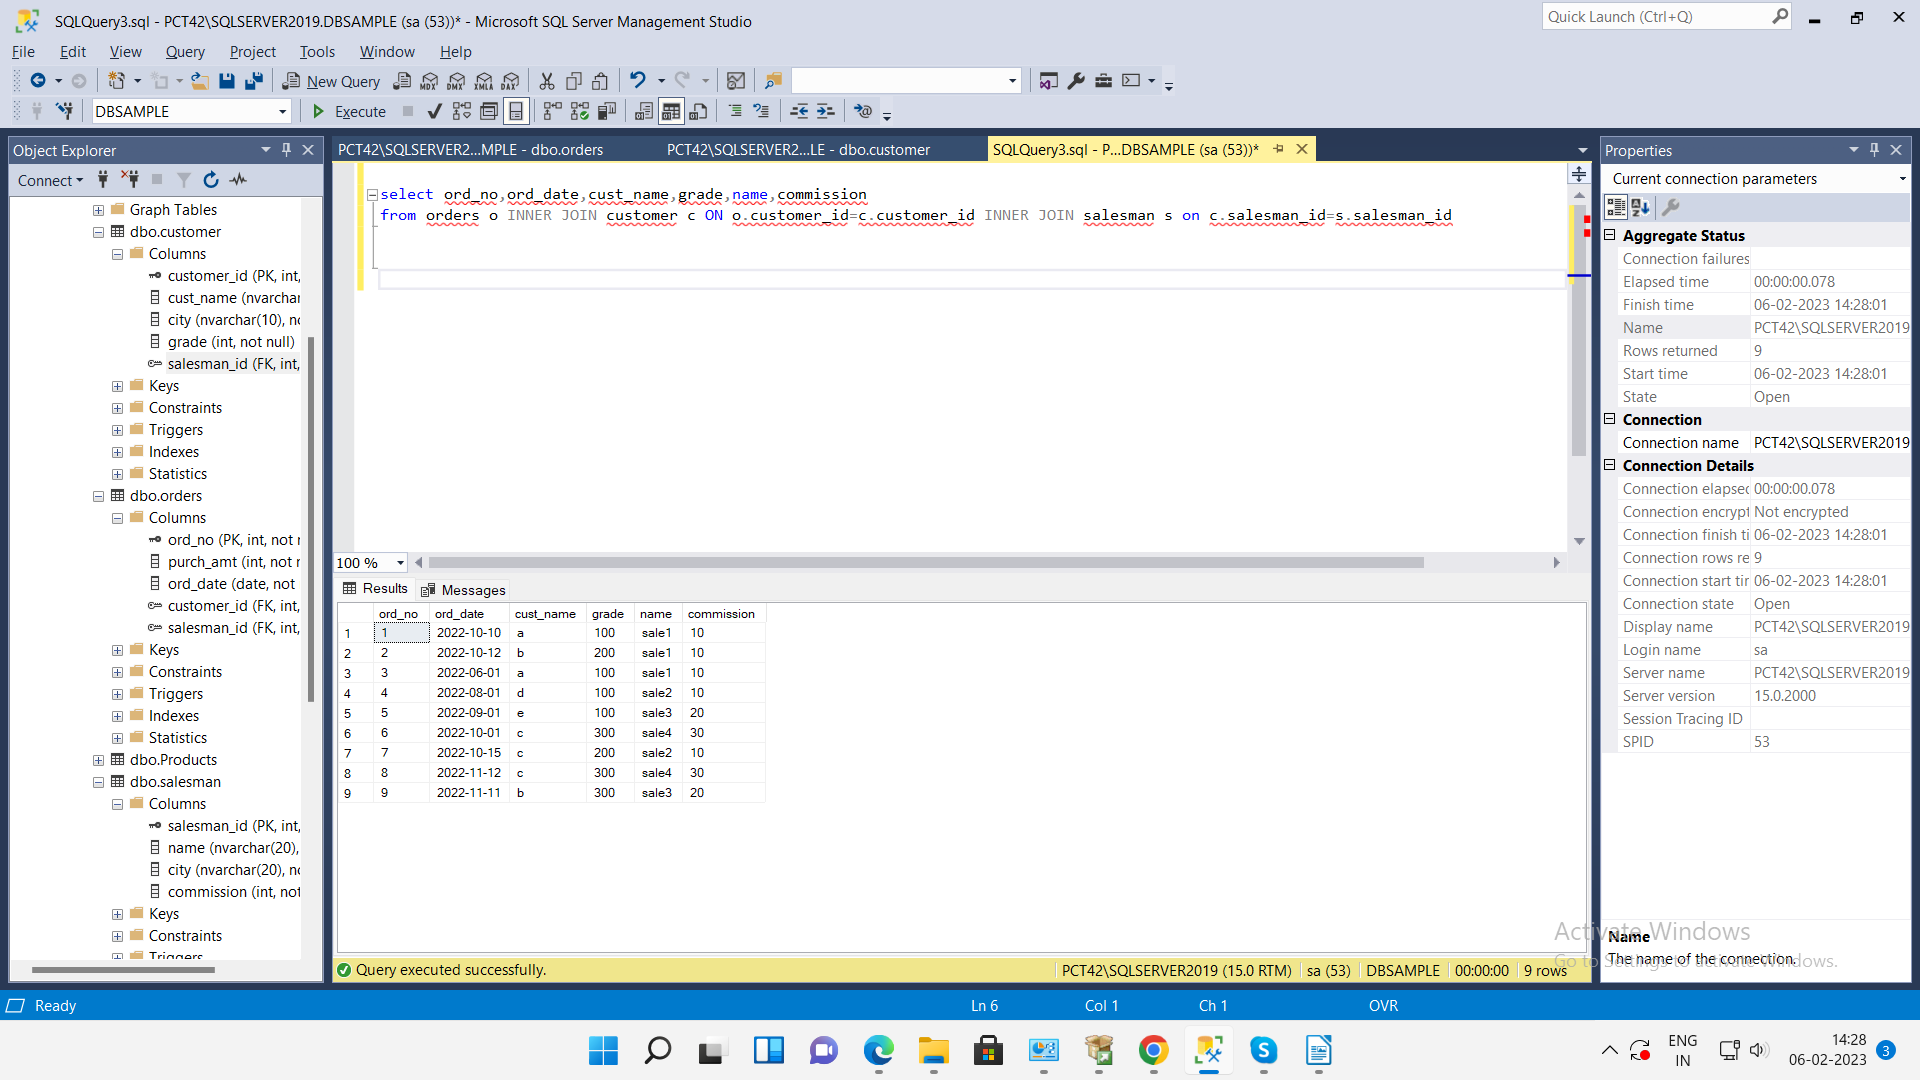 SQLQuery3.sql - PCT42\SQLSERVER2019.DBSAMPLE (sa (53))* - Microsoft SQL Server Management Studio
Quick Launch (Ctrl+Q)
File Edit View Query Project Tools Window Help
New Query
MDX DMX XMLA DAX
DBSAMPLE
Execute
Object Explorer
Connect
Graph Tables
dbo.customer
Columns
customer_id (PK, int,
cust_name (nvarchar
city (nvarchar(10), no
grade (int, not null)
salesman_id (FK, int,
Keys
Constraints
Triggers
Indexes
Statistics
dbo.orders
Columns
ord_no (PK, int, not
purch_amt (int, not
ord_date (date, not
customer_id (FK, int,
salesman_id (FK, int,
Keys
Constraints
Triggers
Indexes
Statistics
dbo.Products
dbo.salesman
Columns
salesman_id (PK, int,
name (nvarchar(20),
city (nvarchar(20), no
commission (int, not
Keys
Constraints
Triggers
PCT42\SQLSERVER2...MPLE - dbo.orders
PCT42\SQLSERVER2...LE - dbo.customer
SQLQuery3.sql - P...DBSAMPLE (sa (53))*
select ord_no,ord_date,cust_name,grade,name,commission
from orders o INNER JOIN customer c ON o.customer_id=c.customer_id INNER JOIN salesman s on c.salesman_id=s.salesman_id
100 %
Results Messages
ord_no ord_date cust_name grade name commission
1 1 2022-10-10 a 100 sale1 10
2 2 2022-10-12 b 200 sale1 10
3 3 2022-06-01 a 100 sale1 10
4 4 2022-08-01 d 100 sale2 10
5 5 2022-09-01 e 100 sale3 20
6 6 2022-10-01 c 300 sale4 30
7 7 2022-10-15 c 200 sale2 10
8 8 2022-11-12 c 300 sale4 30
9 9 2022-11-11 b 300 sale3 20
Query executed successfully.
PCT42\SQLSERVER2019 (15.0 RTM) sa (53) DBSAMPLE 00:00:00 9 rows
Properties
Current connection parameters
Aggregate Status
Connection failures
Elapsed time 00:00:00.078
Finish time 06-02-2023 14:28:01
Name PCT42\SQLSERVER2019
Rows returned 9
Start time 06-02-2023 14:28:01
State Open
Connection
Connection name PCT42\SQLSERVER2019
Connection Details
Connection elapsed 00:00:00.078
Connection encrypt Not encrypted
Connection finish ti 06-02-2023 14:28:01
Connection rows re 9
Connection start tir 06-02-2023 14:28:01
Connection state Open
Display name PCT42\SQLSERVER2019
Login name sa
Server name PCT42\SQLSERVER2019
Server version 15.0.2000
Session Tracing ID
SPID 53
Activate Windows
Go to Settings to activate Windows.
Name
The name of the connection.
Ready
Ln 6 Col 1 Ch 1 OVR
ENG
IN
14:28
06-02-2023
3